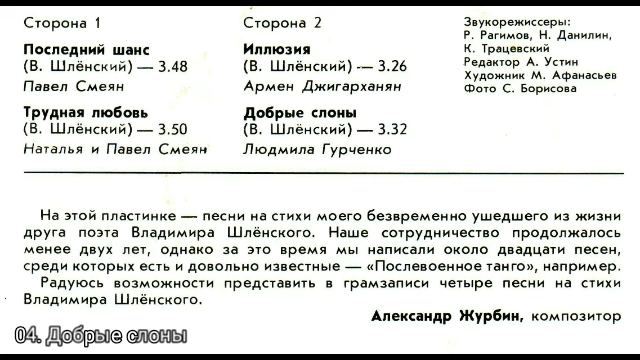 Сторона 1
Последний шанс
(В. Шлёнский) — 3.48
Павел Смеян
Трудная любовь
(В. Шлёнский) — 3.50
Наталья и Павел Смеян
Сторона 2
Иллюзия
(В. Шлёнский) — 3.26
Армен Джигарханян
Добрые слоны
(В. Шлёнский) — 3.32
Людмила Гурченко
Звукорежиссеры:
Р. Рагимов, Н. Данилин,
К. Трацевский
Редактор А. Устин
Художник М. Афанасьев
Фото С. Борисова
На этой пластинке — песни на стихи моего безвременно ушедшего из жизни
друга поэта Владимира Шлёнского. Наше сотрудничество продолжалось
менее двух лет, однако за это время мы написали около двадцати песен,
среди которых есть и довольно известные — «Послевоенное танго», например.
Радуюсь возможности представить в грамзаписи четыре песни на стихи
Владимира Шлёнского.
Александр Журбин, композитор
04. Добрые слоны